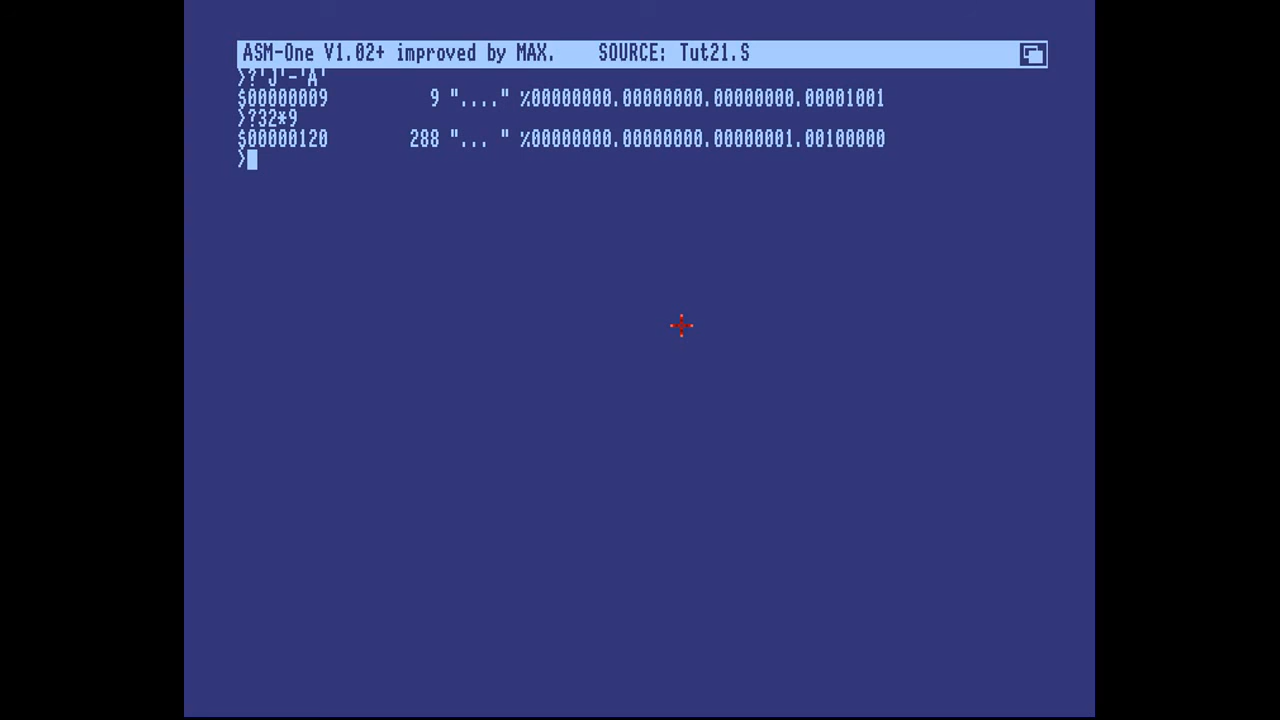 ASM-One V1.02+ improved by MAX. SOURCE: Tut21.S
>?'J'-'A'
$00000009 9 "...." %00000000.00000000.00000000.00001001
>?32*9
$00000120 288 "... " %00000000.00000000.00000001.00100000
>